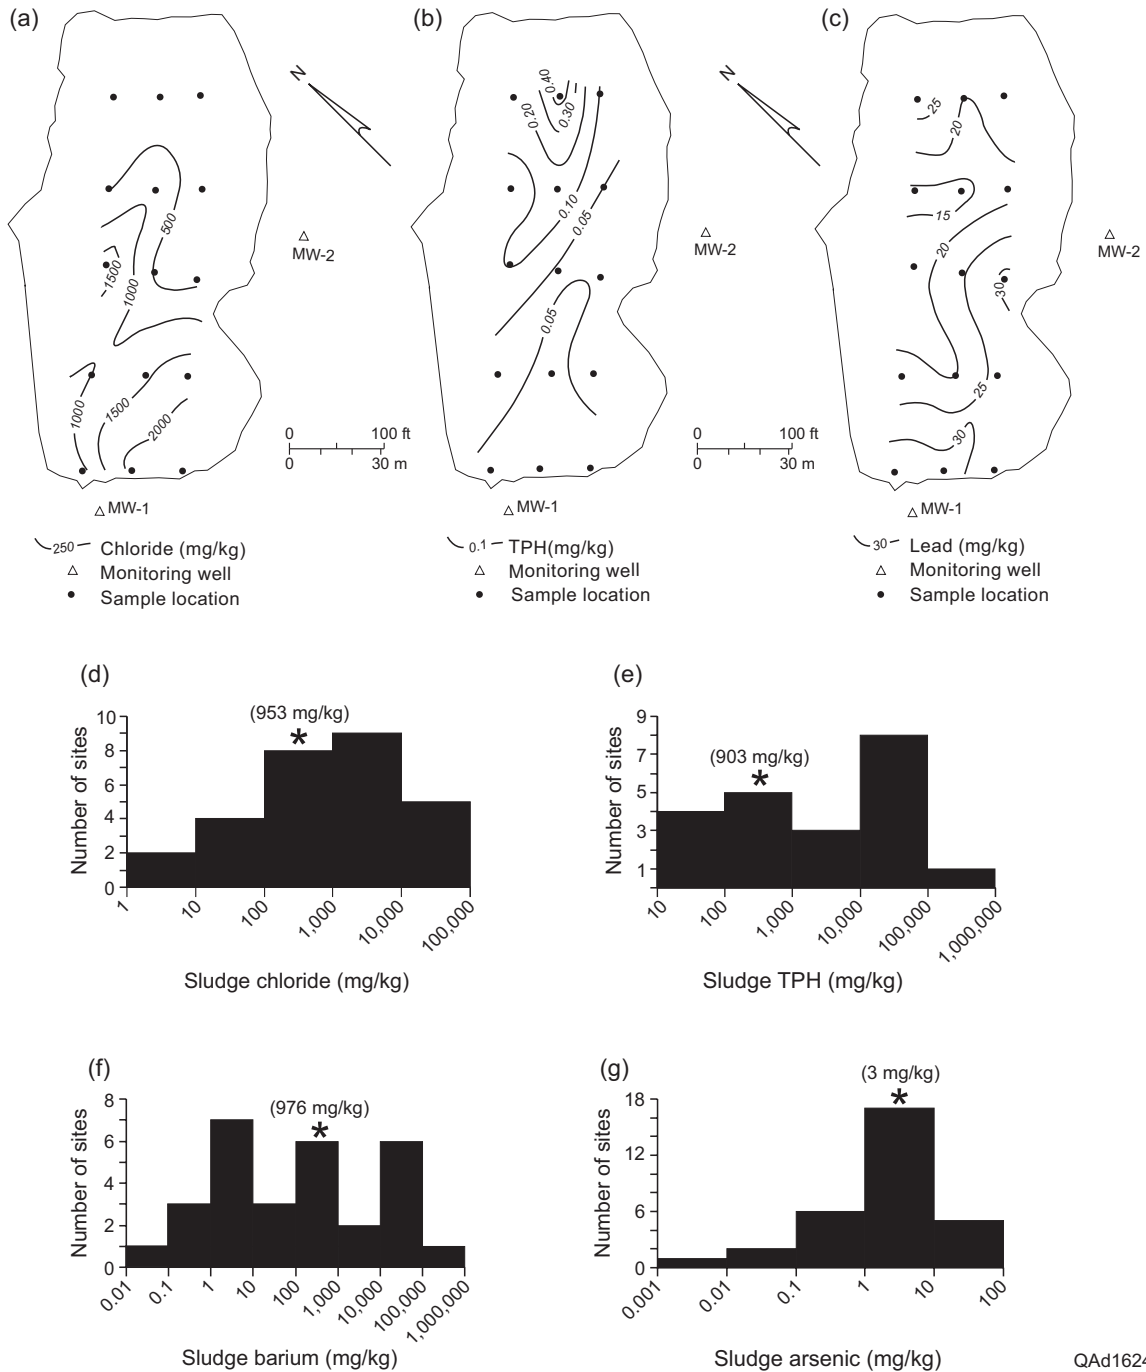 (a)
N
500
1500
1000
MW-2
1000
1500
2000
0 100 ft
0 30 m
MW-1
250 Chloride (mg/kg)
Monitoring well
Sample location
(b)
N
0.40
0.20
0.30
0.10
0.05
MW-2
0.05
0 100 ft
0 30 m
MW-1
0.1 TPH(mg/kg)
Monitoring well
Sample location
(c)
25
20
15
20
30
MW-2
25
30
MW-1
30 Lead (mg/kg)
Monitoring well
Sample location
(d)
(953 mg/kg)
*
Number of sites
10
8
6
4
2
0
1 10 100 1,000 10,000 100,000
Sludge chloride (mg/kg)
(e)
(903 mg/kg)
*
Number of sites
9
7
5
3
1
10 100 1,000 10,000 100,000 1,000,000
Sludge TPH (mg/kg)
(f)
(976 mg/kg)
*
Number of sites
8
6
4
2
0
0.01 0.1 1 10 100 1,000 10,000 100,000 1,000,000
Sludge barium (mg/kg)
(g)
(3 mg/kg)
*
Number of sites
18
12
6
0
0.001 0.01 0.1 1 10 100
Sludge arsenic (mg/kg)
QAd1624